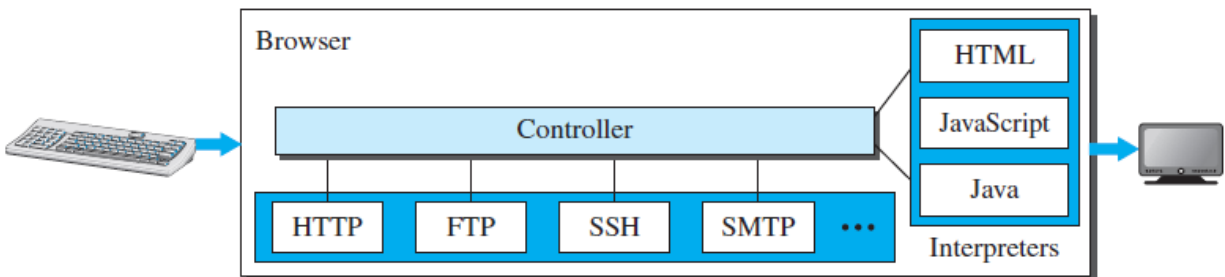 Browser
Controller
HTTP
FTP
SSH
SMTP
•••
HTML
JavaScript
Java
Interpreters